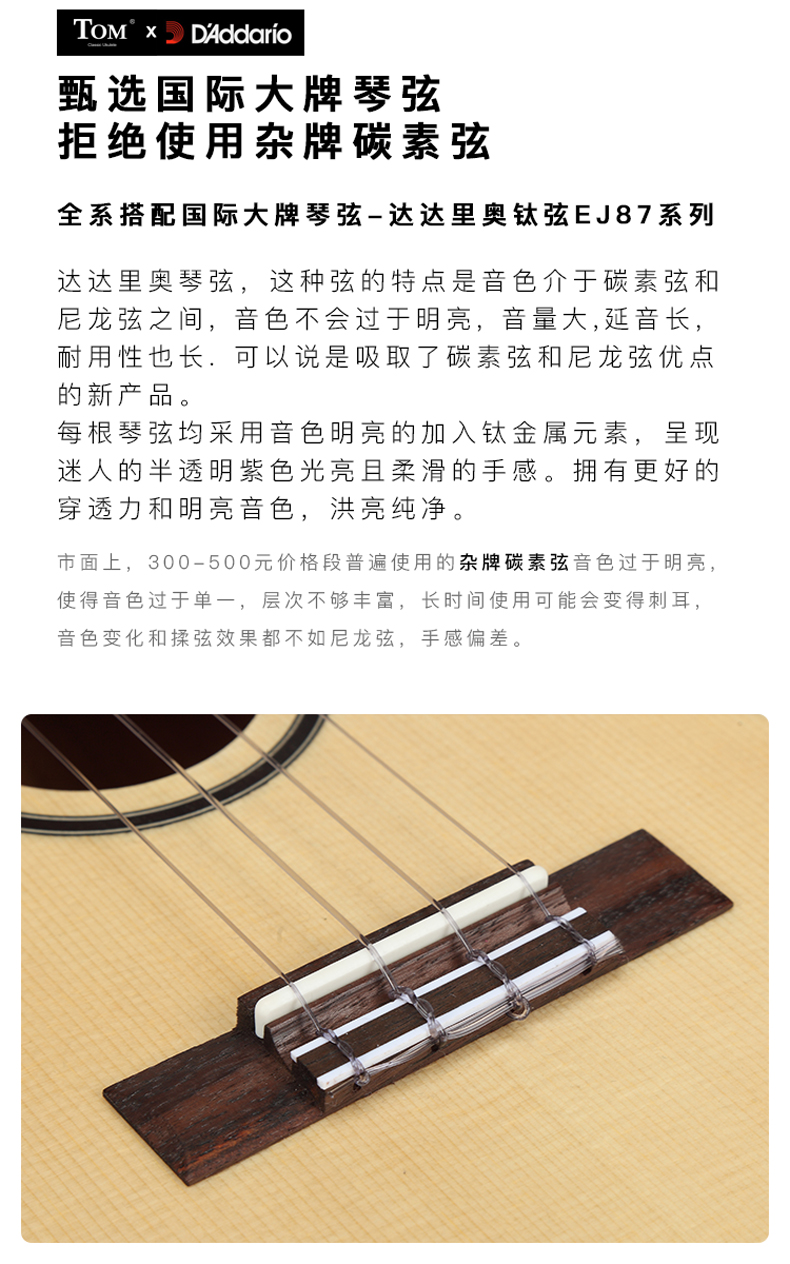 TOM® x D'Addario
Classic Ukulele
甄选国际大牌琴弦
拒绝使用杂牌碳素弦
全系搭配国际大牌琴弦–达达里奥钛弦EJ87系列
达达里奥琴弦，这种弦的特点是音色介于碳素弦和
尼龙弦之间，音色不会过于明亮，音量大,延音长，
耐用性也长. 可以说是吸取了碳素弦和尼龙弦优点
的新产品。
每根琴弦均采用音色明亮的加入钛金属元素，呈现
迷人的半透明紫色光亮且柔滑的手感。拥有更好的
穿透力和明亮音色，洪亮纯净。
市面上，300–500元价格段普遍使用的杂牌碳素弦音色过于明亮，
使得音色过于单一，层次不够丰富，长时间使用可能会变得刺耳，
音色变化和揉弦效果都不如尼龙弦，手感偏差。